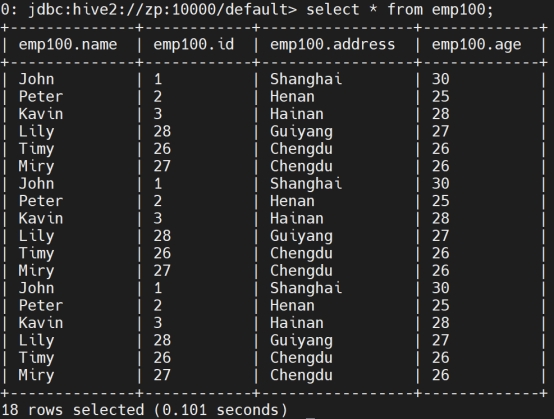 0: jdbc:hive2://zp:10000/default> select * from emp100;
+-------------+------------+-----------------+-------------+
| emp100.name | emp100.id | emp100.address | emp100.age |
+-------------+------------+-----------------+-------------+
| John | 1 | Shanghai | 30 |
| Peter | 2 | Henan | 25 |
| Kavin | 3 | Hainan | 28 |
| Lily | 28 | Guiyang | 27 |
| Timy | 26 | Chengdu | 26 |
| Miry | 27 | Chengdu | 26 |
| John | 1 | Shanghai | 30 |
| Peter | 2 | Henan | 25 |
| Kavin | 3 | Hainan | 28 |
| Lily | 28 | Guiyang | 27 |
| Timy | 26 | Chengdu | 26 |
| Miry | 27 | Chengdu | 26 |
| John | 1 | Shanghai | 30 |
| Peter | 2 | Henan | 25 |
| Kavin | 3 | Hainan | 28 |
| Lily | 28 | Guiyang | 27 |
| Timy | 26 | Chengdu | 26 |
| Miry | 27 | Chengdu | 26 |
+-------------+------------+-----------------+-------------+
18 rows selected (0.101 seconds)